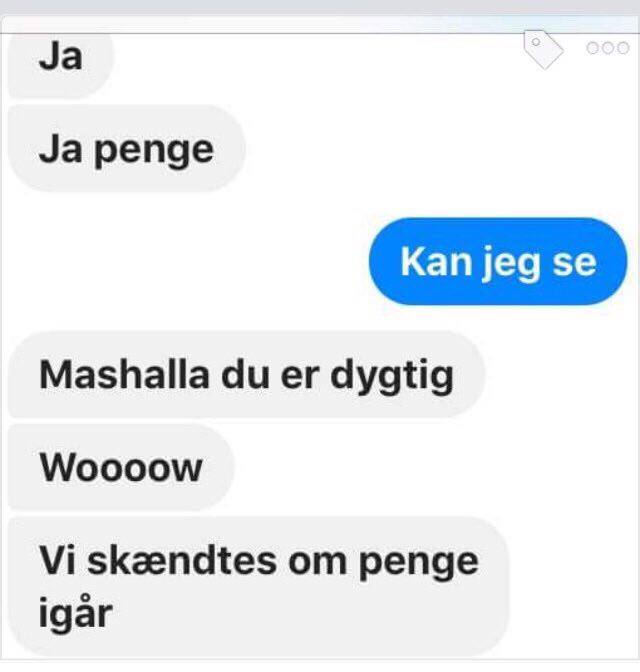 Ja
Ja penge
Kan jeg se
Mashalla du er dygtig
Woooow
Vi skændtes om penge
igår